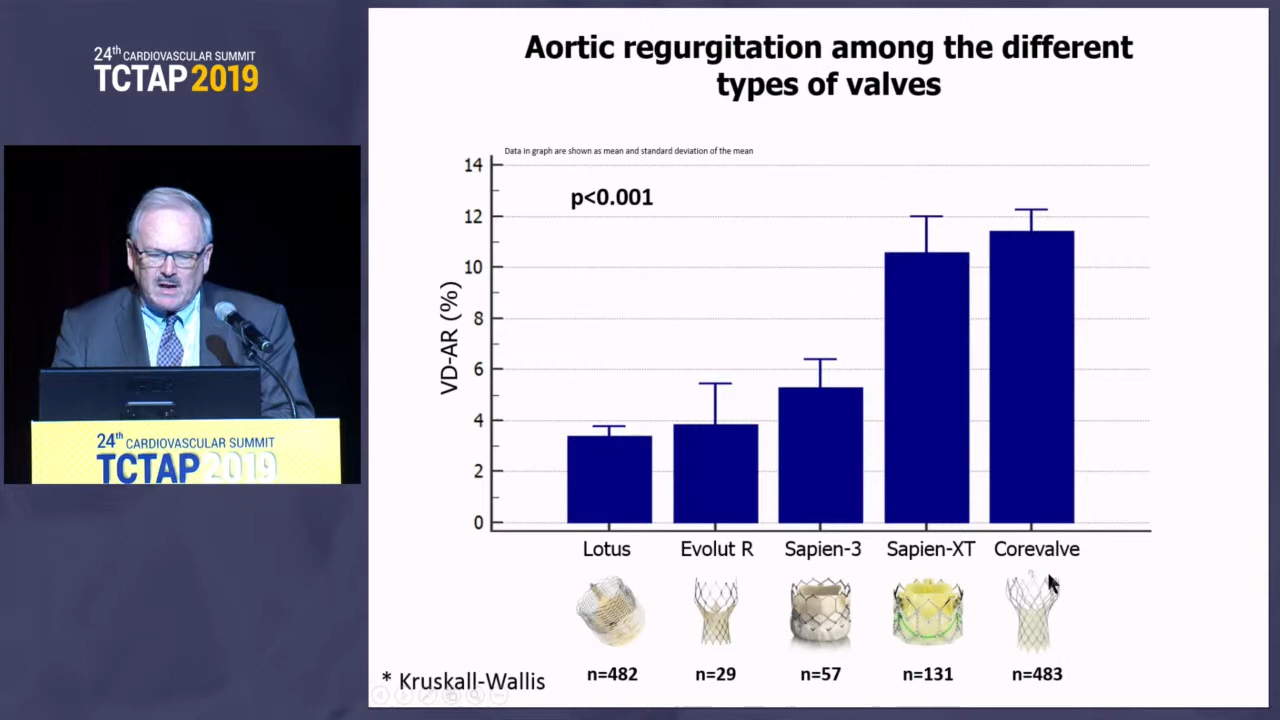 24th CARDIOVASCULAR SUMMIT
TCTAP 2019
Aortic regurgitation among the different
types of valves
Data in graph are shown as mean and standard deviation of the mean
p<0.001
VD-AR (%)
14
12
10
8
6
4
2
0
Lotus Evolut R Sapien-3 Sapien-XT Corevalve
n=482 n=29 n=57 n=131 n=483
* Kruskall-Wallis
24th CARDIOVASCULAR SUMMIT
TCTAP 2019